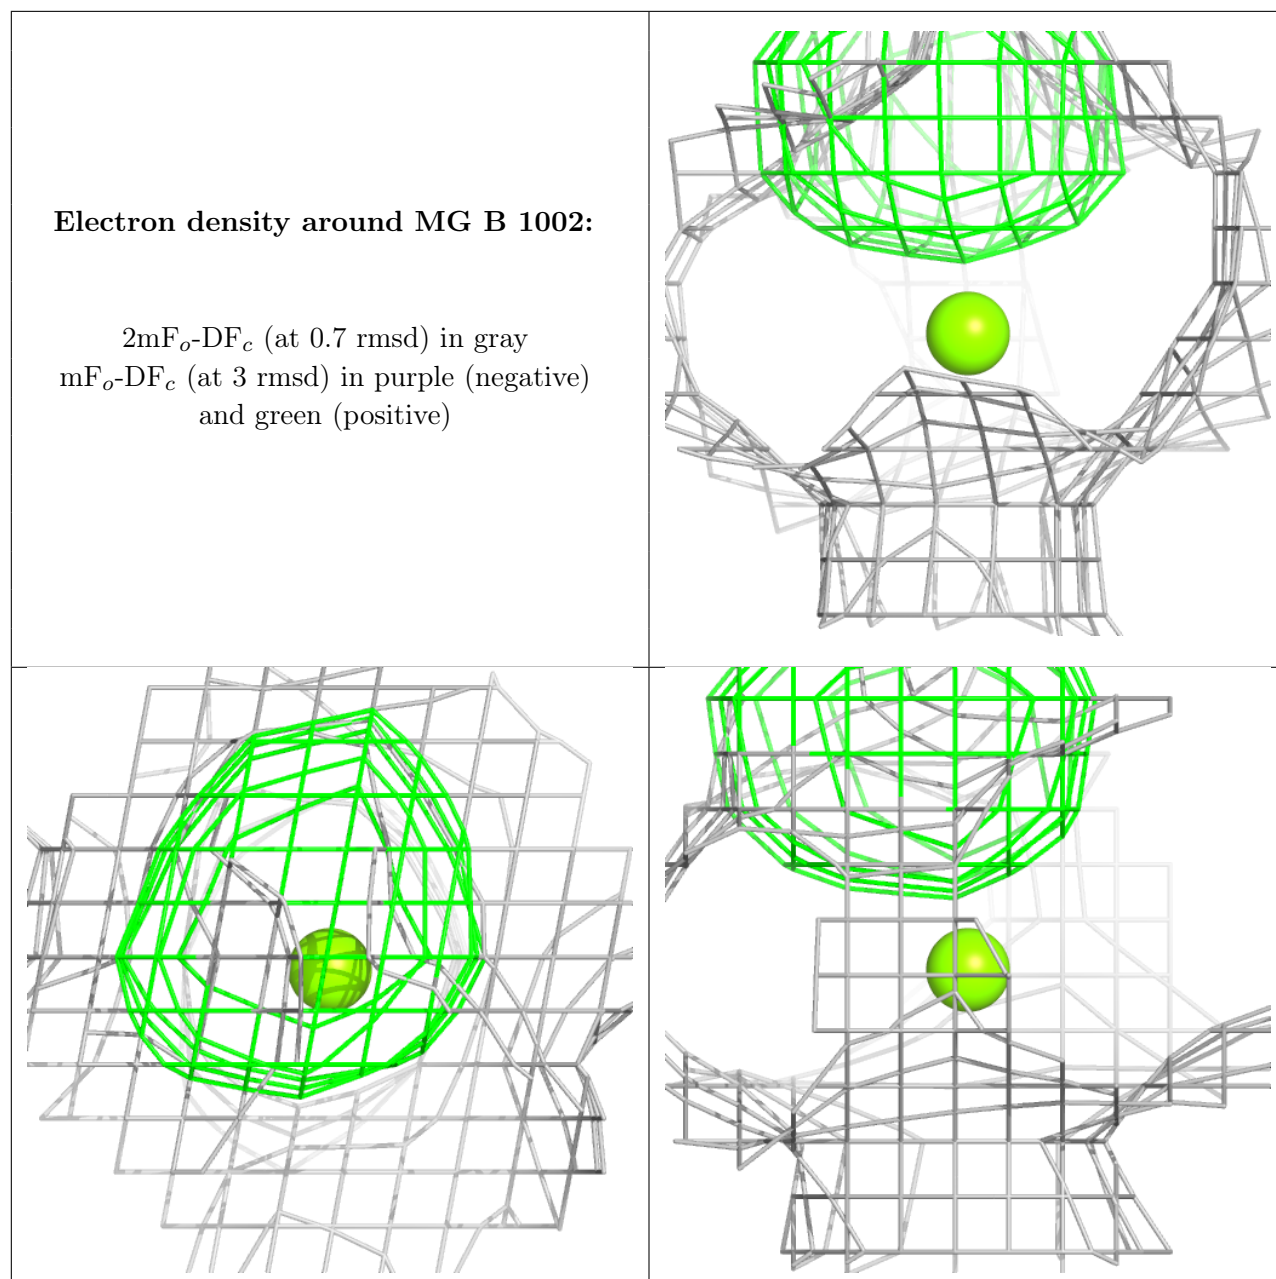 Electron density around MG B 1002:
2mFo-DFc (at 0.7 rmsd) in gray
mFo-DFc (at 3 rmsd) in purple (negative)
and green (positive)